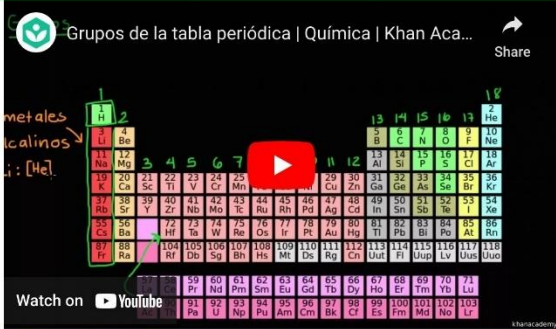 Grupos de la tabla periódica | Química | Khan Aca...
Share
Grupos
1 18
1 H 2 13 14 15 16 17 2 He
metales 3 Li 4 Be 5 B 6 C 7 N 8 O 9 F 10 Ne
alcalinos 11 Na 12 Mg 3 4 5 6 7 11 12 13 Al 14 Si 15 P 16 S 17 Cl 18 Ar
Li : [He] 19 K 20 Ca 21 Sc 22 Ti 23 V 24 Cr 25 Mn 29 Cu 30 Zn 31 Ga 32 Ge 33 As 34 Se 35 Br 36 Kr
37 Rb 38 Sr 39 Y 40 Zr 41 Nb 42 Mo 43 Tc 44 Ru 45 Rh 46 Pd 47 Ag 48 Cd 49 In 50 Sn 51 Sb 52 Te 53 I 54 Xe
55 Cs 56 Ba 72 Hf 73 Ta 74 W 75 Re 76 Os 77 Ir 78 Pt 79 Au 80 Hg 81 Tl 82 Pb 83 Bi 84 Po 85 At 86 Rn
87 Fr 88 Ra 104 Rf 105 Db 106 Sg 107 Bh 108 Hs 109 Mt 110 Ds 111 Rg 112 Cn 113 Uut 114 Fl 115 Uup 116 Lv 117 Uus 118 Uuo
57 La 59 Pr 60 Nd 61 Pm 62 Sm 63 Eu 64 Gd 65 Tb 66 Dy 67 Ho 68 Er 69 Tm 70 Yb 71 Lu
89 Ac 91 Pa 92 U 93 Np 94 Pu 95 Am 96 Cm 97 Bk 98 Cf 99 Es 100 Fm 101 Md 102 No 103 Lr
Watch on YouTube
khanacademy